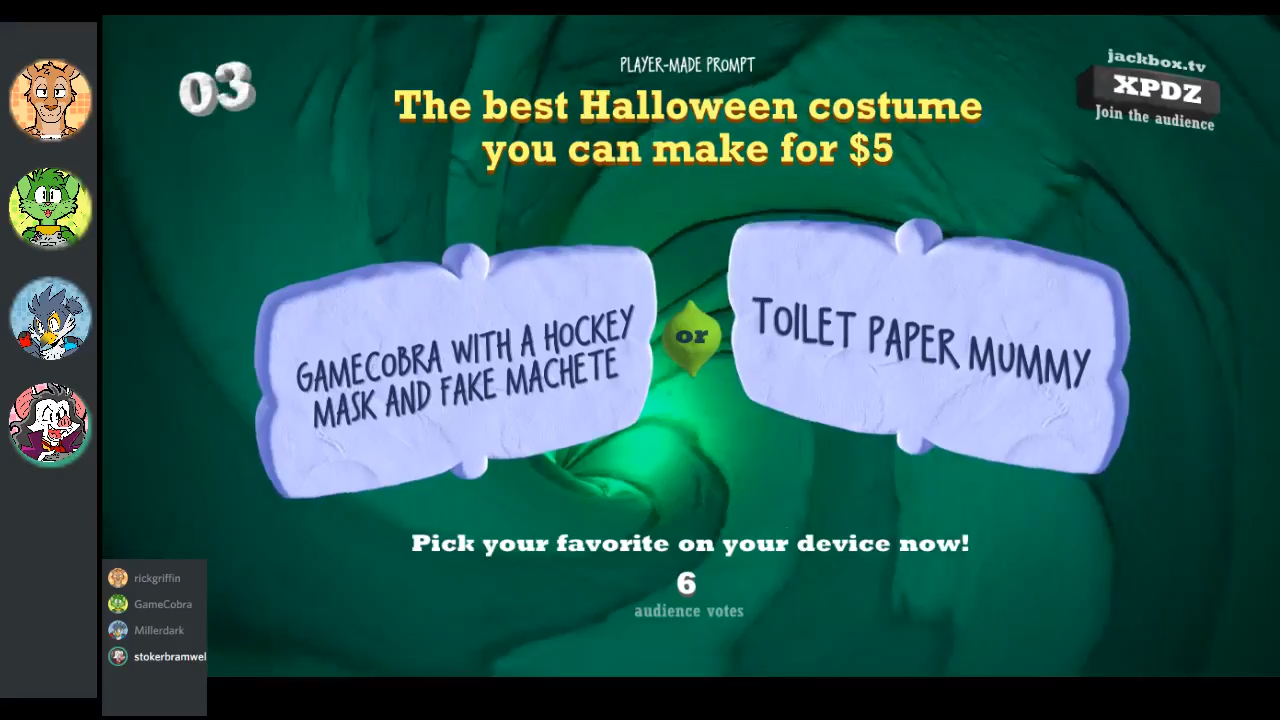 03
PLAYER-MADE PROMPT
The best Halloween costume
you can make for $5
jackbox.tv
XPDZ
Join the audience
GAMECOBRA WITH A HOCKEY
MASK AND FAKE MACHETE
or
TOILET PAPER MUMMY
Pick your favorite on your device now!
6
audience votes
rickgriffin
GameCobra
Millerdark
stokerbramwel